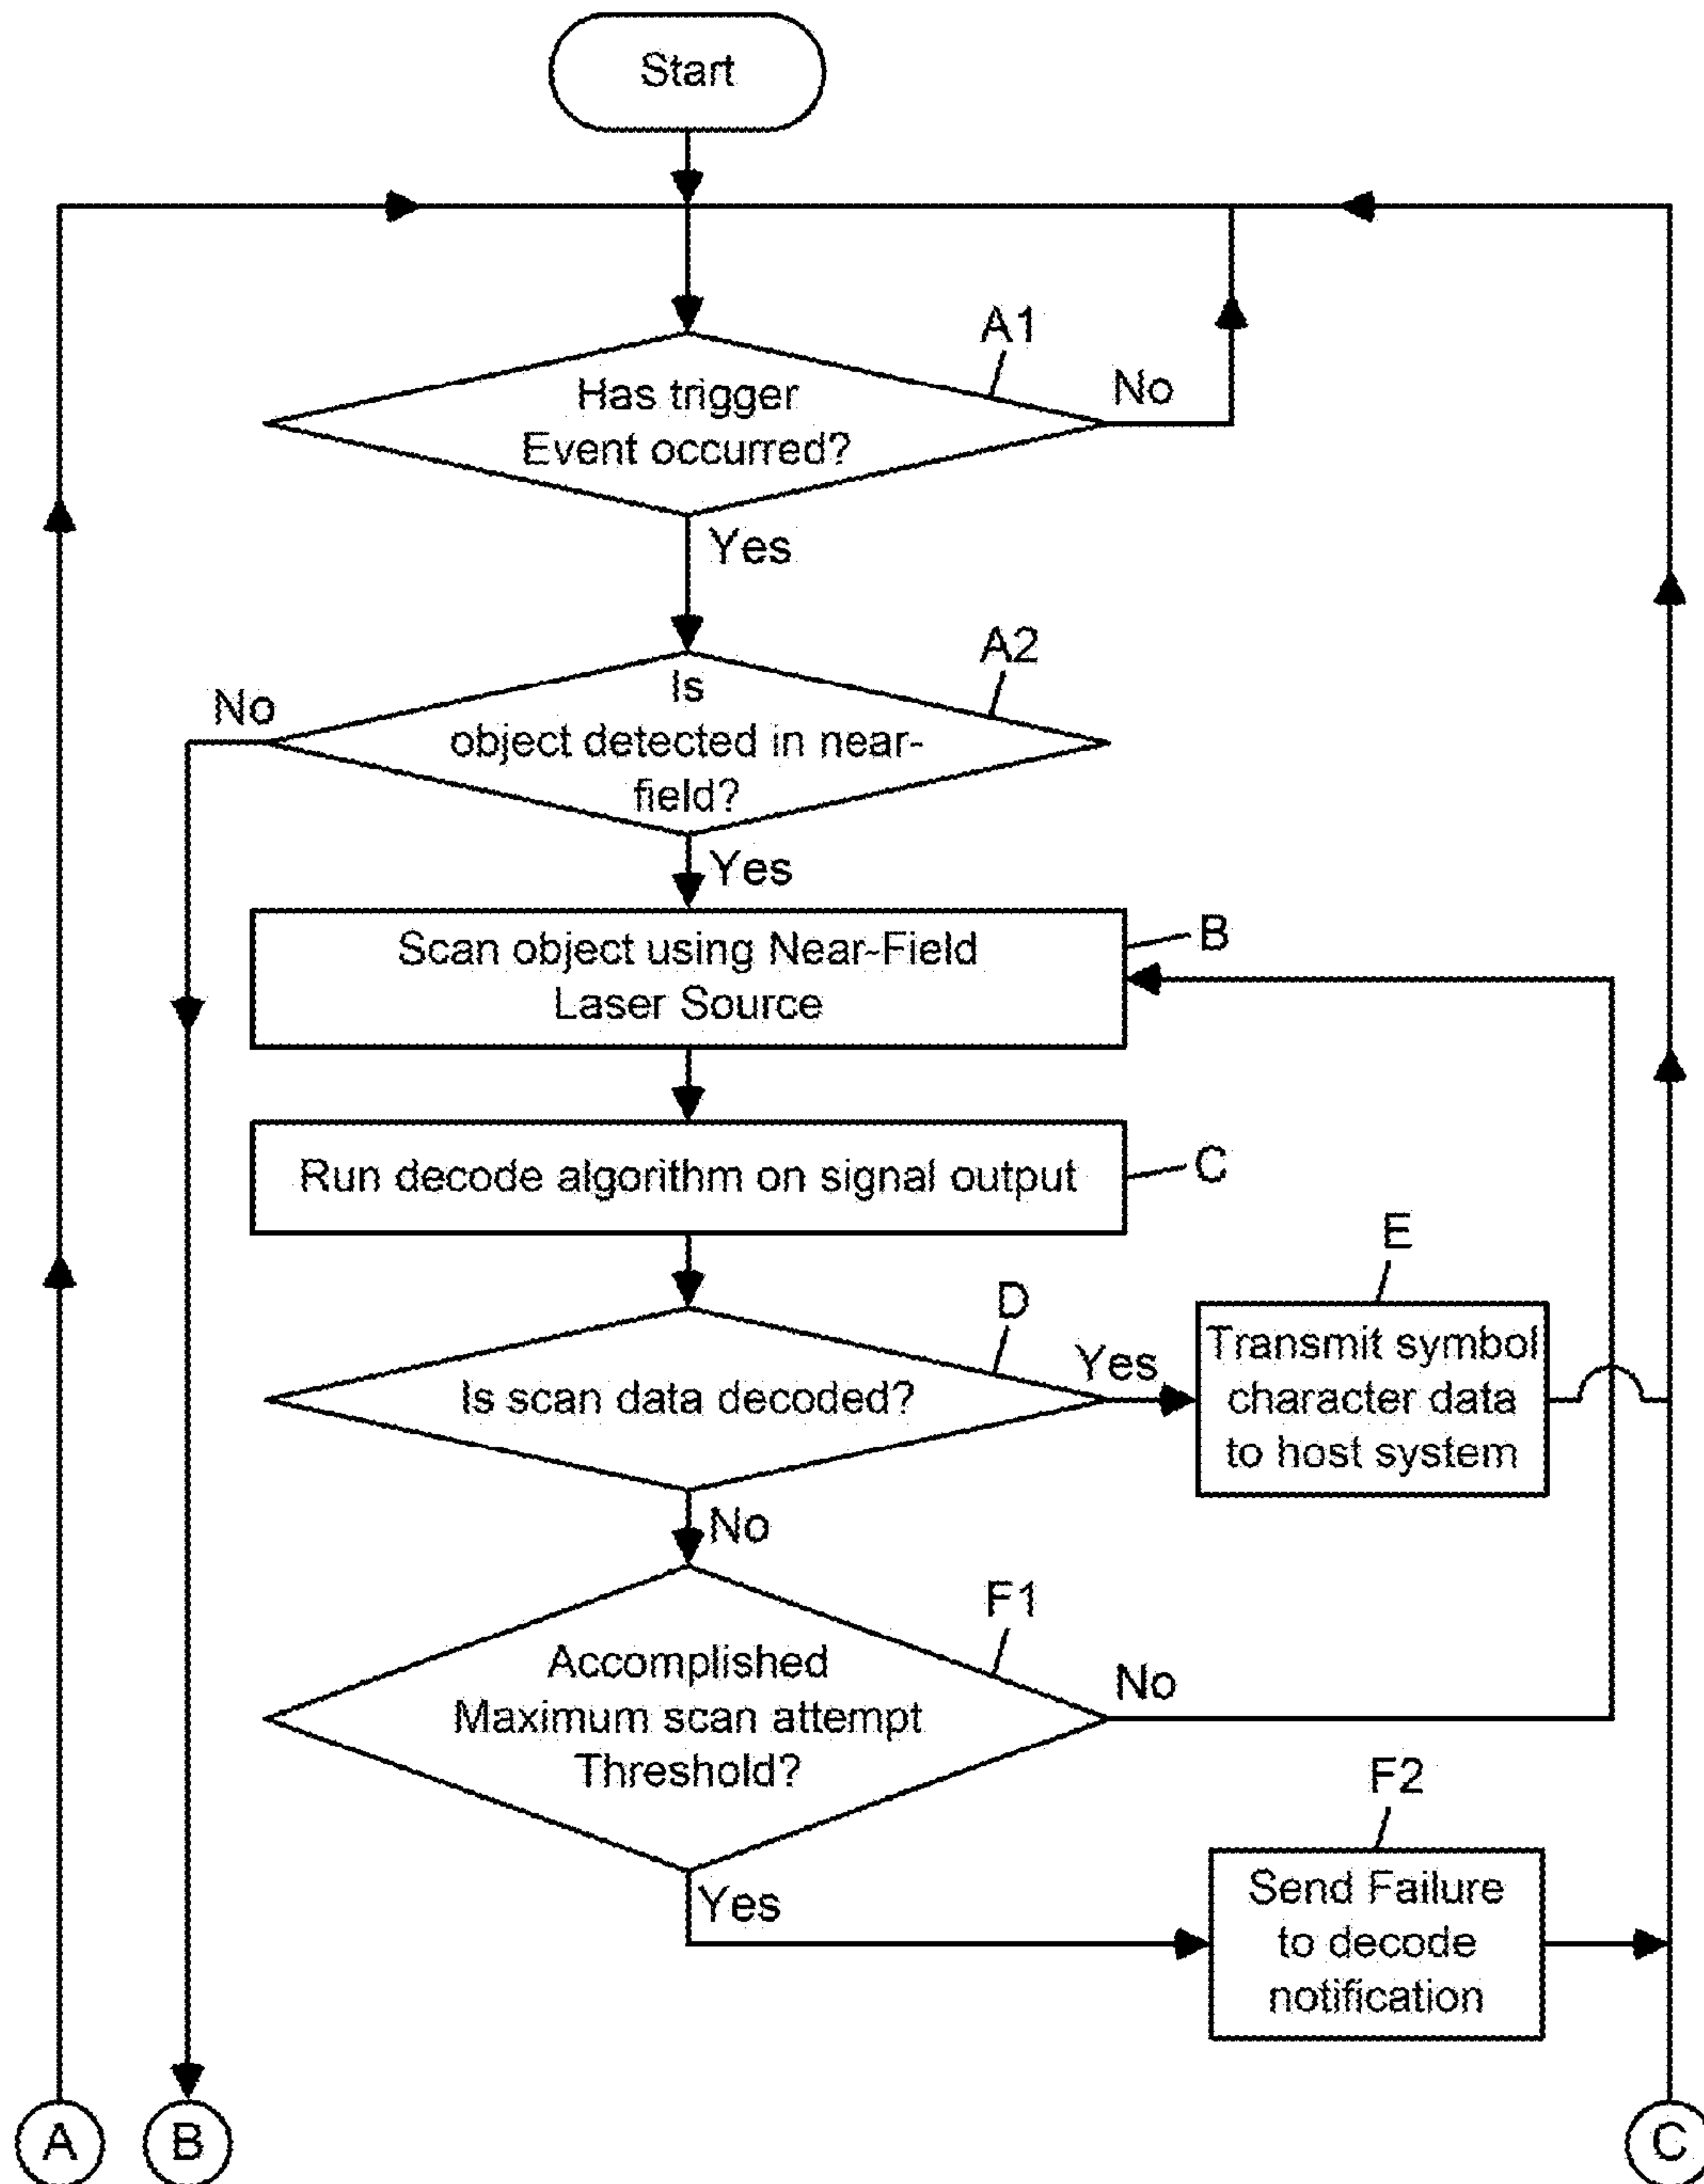 Start
A1
Has trigger
Event occurred?
No
Yes
A2
No
Is
object detected in near-
field?
Yes
Scan object using Near-Field
Laser Source
B
Run decode algorithm on signal output
C
D
E
Is scan data decoded?
Yes
Transmit symbol
character data
to host system
No
F1
Accomplished
Maximum scan attempt
Threshold?
No
Yes
F2
Send Failure
to decode
notification
A
B
C